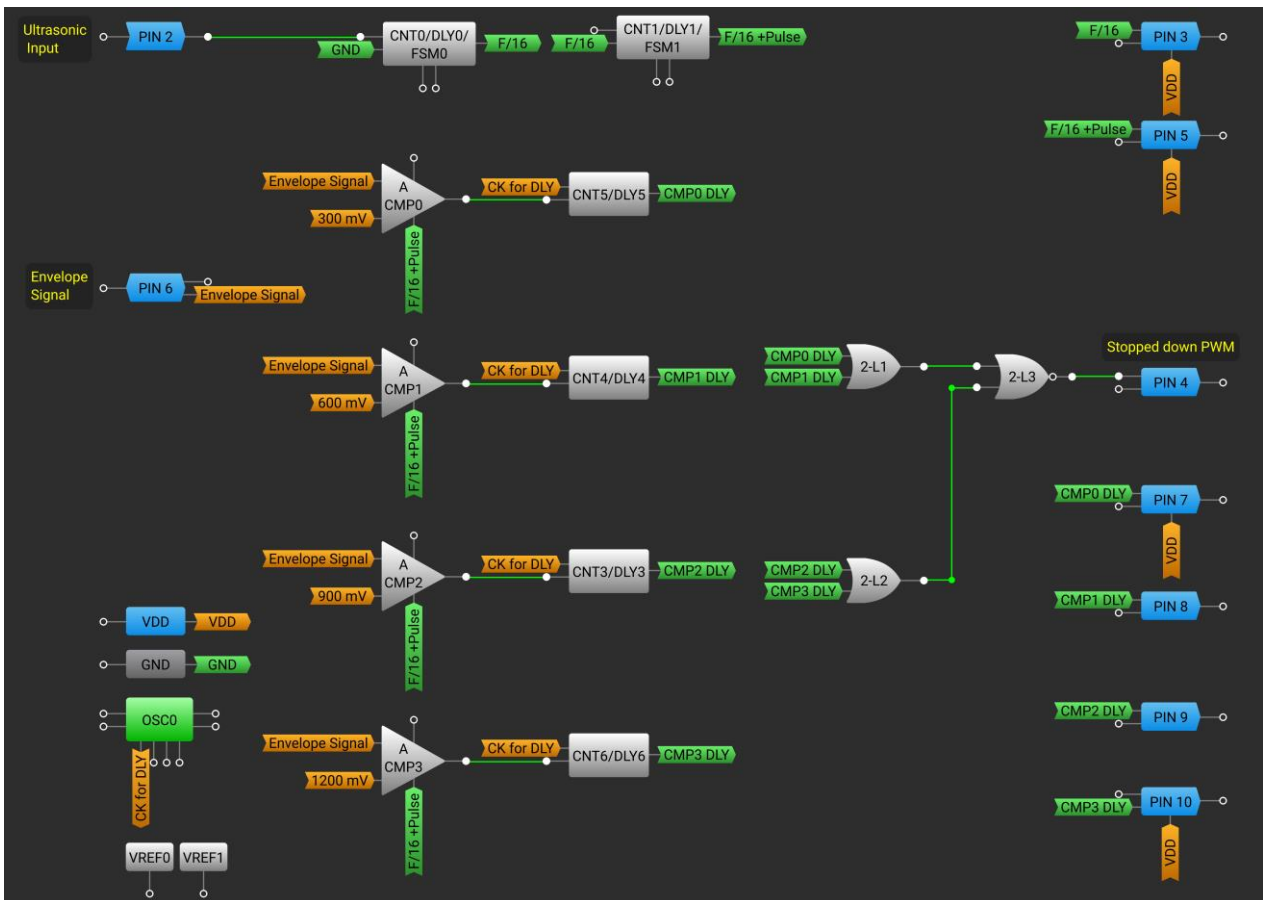 Ultrasonic
Input
PIN 2
GND
CNT0/DLY0/
FSM0
F/16
F/16
CNT1/DLY1/
FSM1
F/16 +Pulse
F/16
PIN 3
VDD
F/16 +Pulse
PIN 5
VDD
Envelope Signal
300 mV
A
CMP0
F/16 +Pulse
CK for DLY
CNT5/DLY5
CMP0 DLY
Envelope
Signal
PIN 6
Envelope Signal
Envelope Signal
600 mV
A
CMP1
F/16 +Pulse
CK for DLY
CNT4/DLY4
CMP1 DLY
CMP0 DLY
CMP1 DLY
2-L1
2-L3
Stopped down PWM
PIN 4
Envelope Signal
900 mV
A
CMP2
F/16 +Pulse
CK for DLY
CNT3/DLY3
CMP2 DLY
CMP2 DLY
CMP3 DLY
2-L2
CMP0 DLY
PIN 7
VDD
CMP1 DLY
PIN 8
VDD
VDD
GND
GND
OSC0
CK for DLY
Envelope Signal
1200 mV
A
CMP3
F/16 +Pulse
CK for DLY
CNT6/DLY6
CMP3 DLY
CMP2 DLY
PIN 9
CMP3 DLY
PIN 10
VDD
VREF0
VREF1